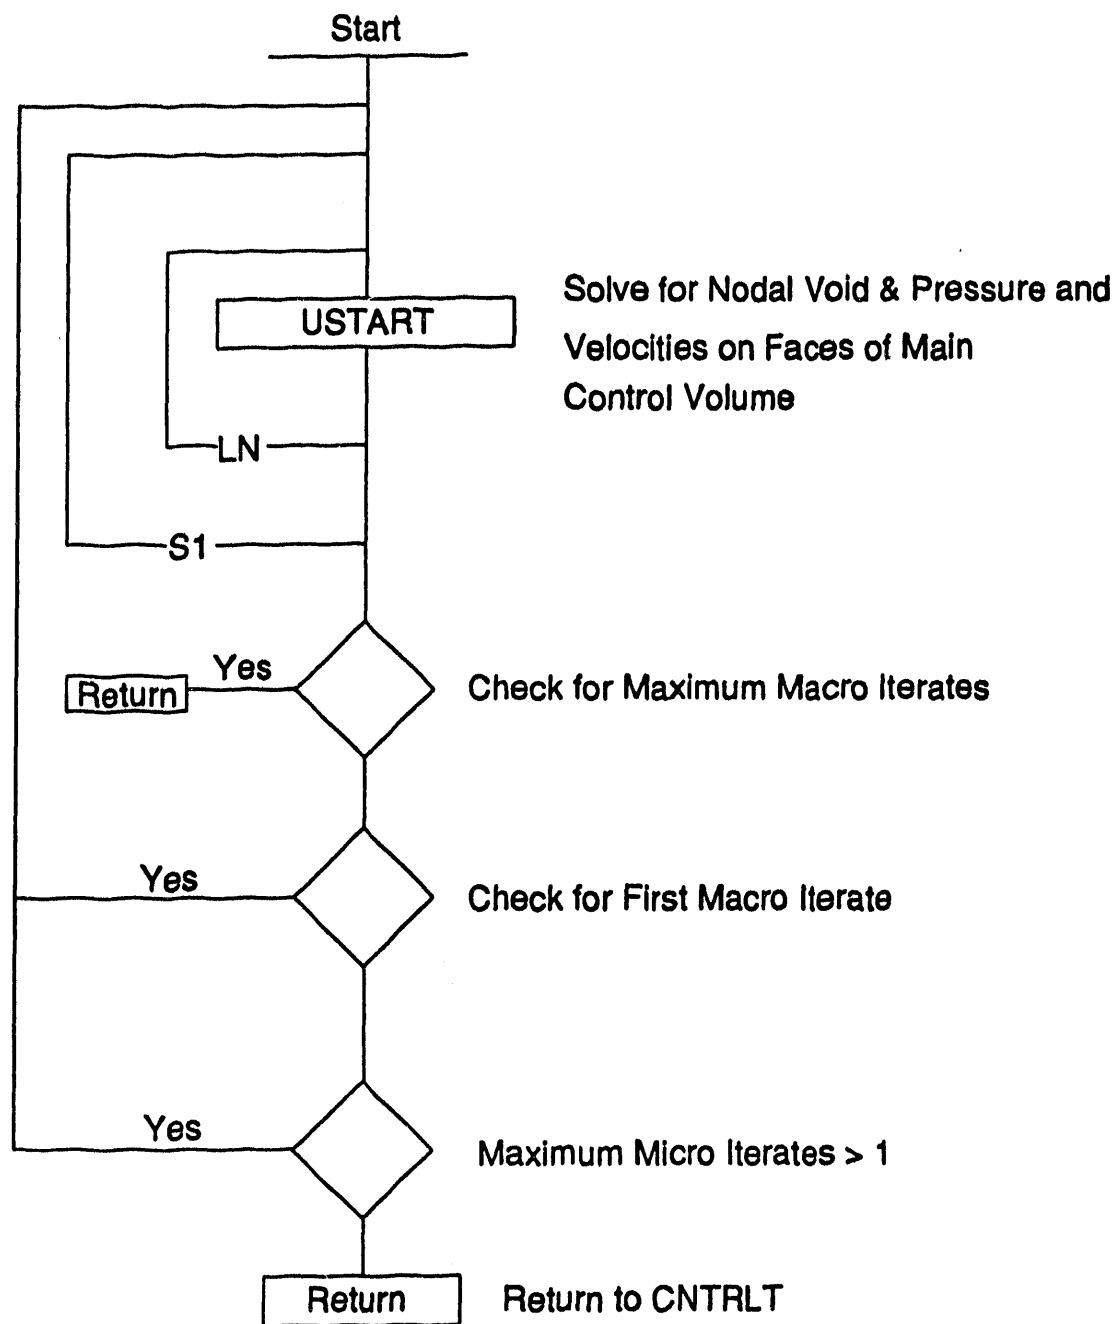 Start
USTART
Solve for Nodal Void & Pressure and
Velocities on Faces of Main
Control Volume
LN
S1
Yes
Return
Check for Maximum Macro Iterates
Yes
Check for First Macro Iterate
Yes
Maximum Micro Iterates > 1
Return
Return to CNTRLT